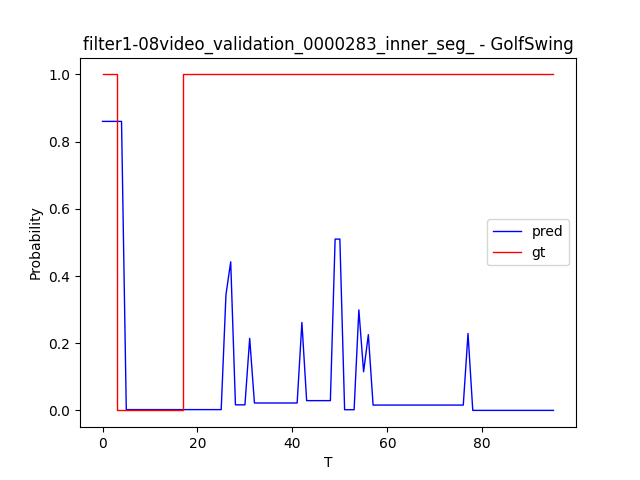 filter1-08video_validation_0000283_inner_seg_ - GolfSwing
1.0
0.8
0.6
0.4
0.2
0.0
Probability
pred
gt
0 20 40 60 80
T